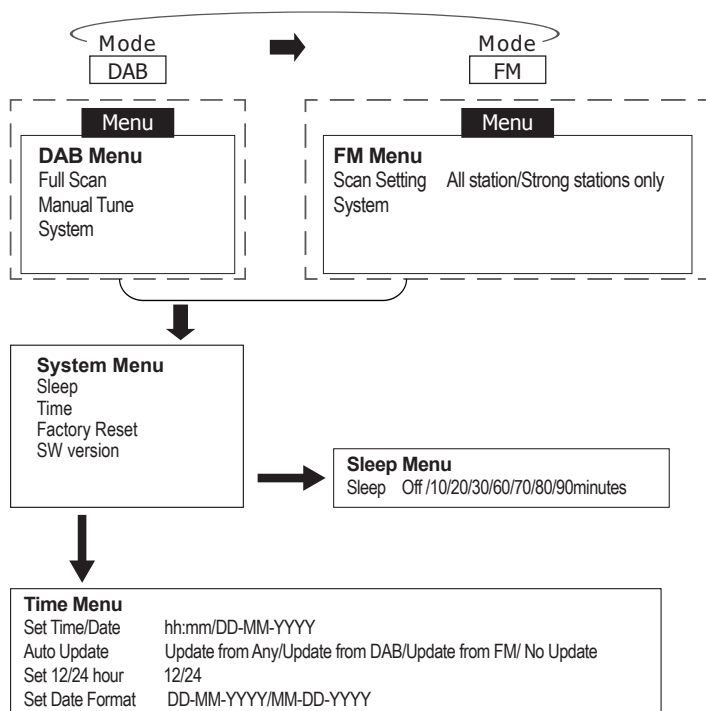 Mode
DAB
Mode
FM
Menu
DAB Menu
Full Scan
Manual Tune
System
Menu
FM Menu
Scan Setting All station/Strong stations only
System
System Menu
Sleep
Time
Factory Reset
SW version
Sleep Menu
Sleep Off /10/20/30/60/70/80/90minutes
Time Menu
Set Time/Date hh:mm/DD-MM-YYYY
Auto Update Update from Any/Update from DAB/Update from FM/ No Update
Set 12/24 hour 12/24
Set Date Format DD-MM-YYYY/MM-DD-YYYY